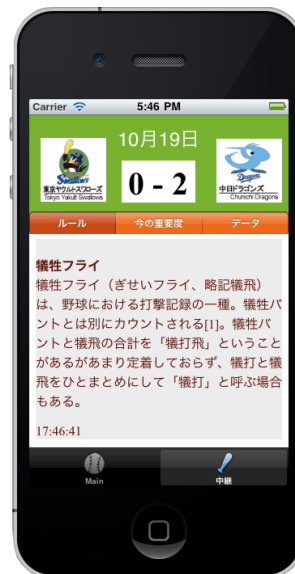 Carrier 5:46 PM
10月19日
Swallows
東京ヤクルトスワローズ
Tokyo Yakult Swallows
0 - 2
Dragons
中日ドラゴンズ
Chunichi Dragons
ルール 今の重要度 データ
犠牲フライ
犠牲フライ（ぎせいフライ、略記犠飛）
は、野球における打撃記録の一種。犠牲バ
ントとは別にカウントされる[1]。犠牲バ
ントと犠飛の合計を「犠打飛」ということ
があるがあまり定着しておらず、犠打と犠
飛をひとまとめにして「犠打」と呼ぶ場合
もある。
17:46:41
Main 中継